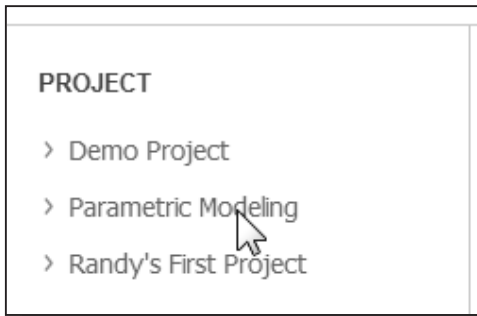 PROJECT
> Demo Project
> Parametric Modeling
> Randy's First Project